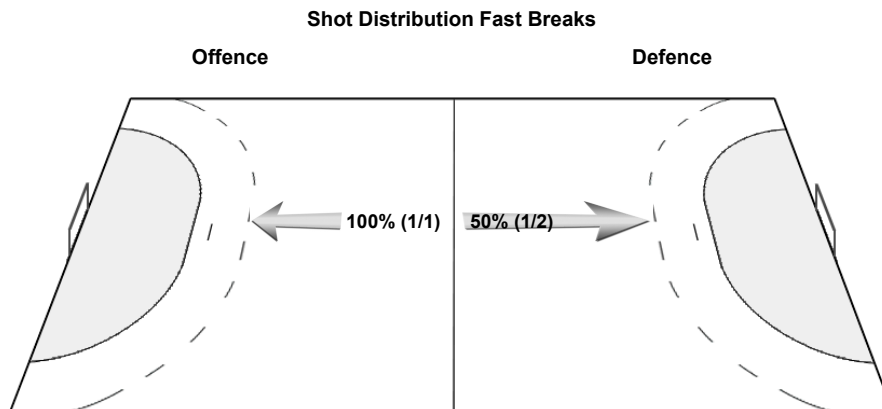 Shot Distribution Fast Breaks
Offence
Defence
100% (1/1)
50% (1/2)